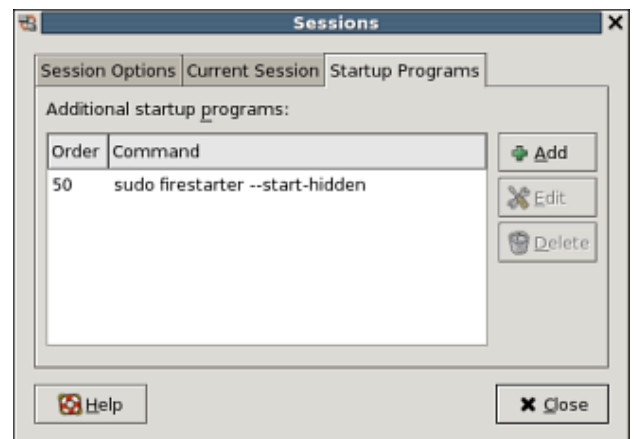 Sessions
Session Options Current Session Startup Programs
Additional startup programs:
Order Command
50 sudo firestarter --start-hidden
Add
Edit
Delete
Help
Close